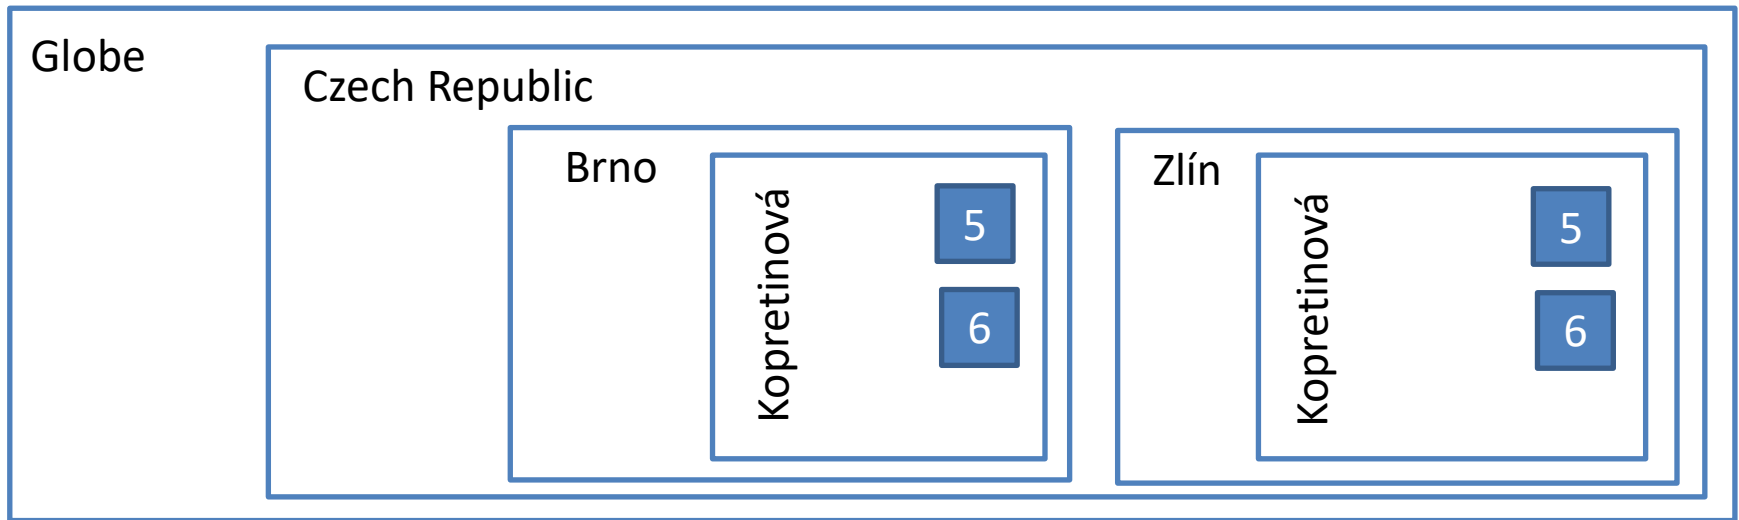 Globe
Czech Republic
Brno
Kopretinová
5
6
Zlín
Kopretinová
5
6